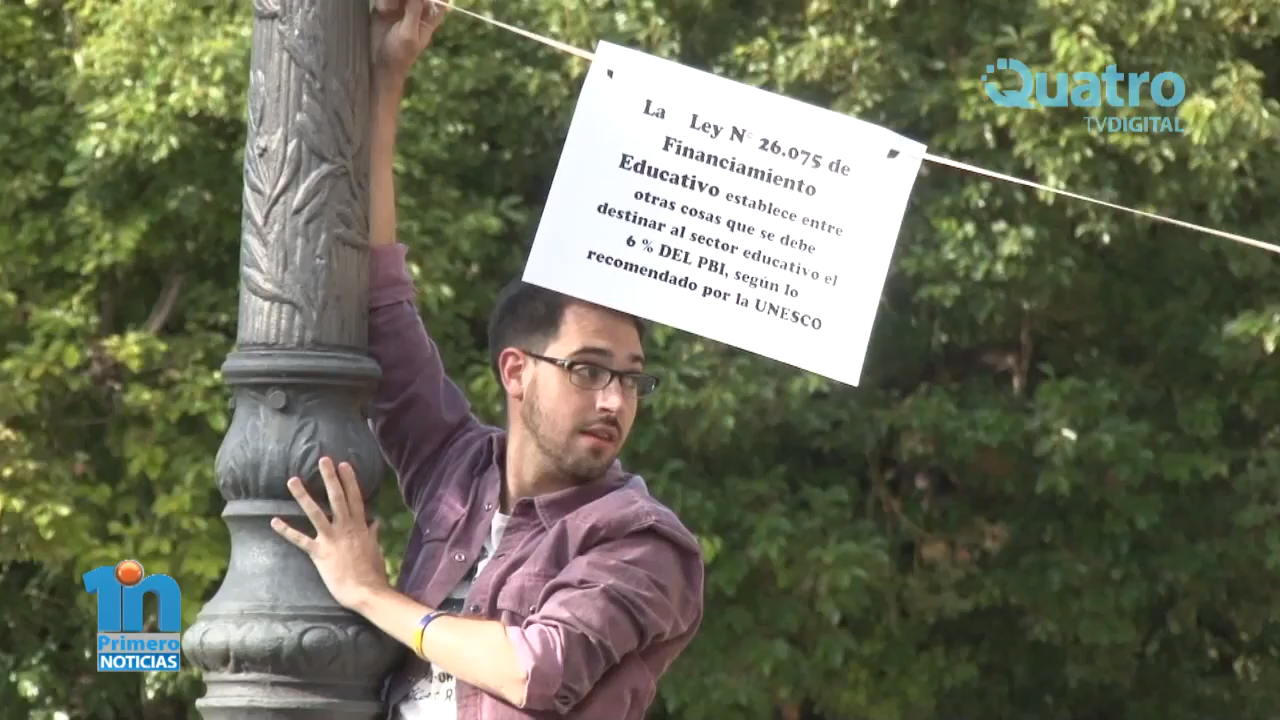 Quatro
TVDIGITAL
La Ley N° 26.075 de
Financiamiento
Educativo establece entre
otras cosas que se debe
destinar al sector educativo el
6 % DEL PBI, según lo
recomendado por la UNESCO
1n
Primero
NOTICIAS